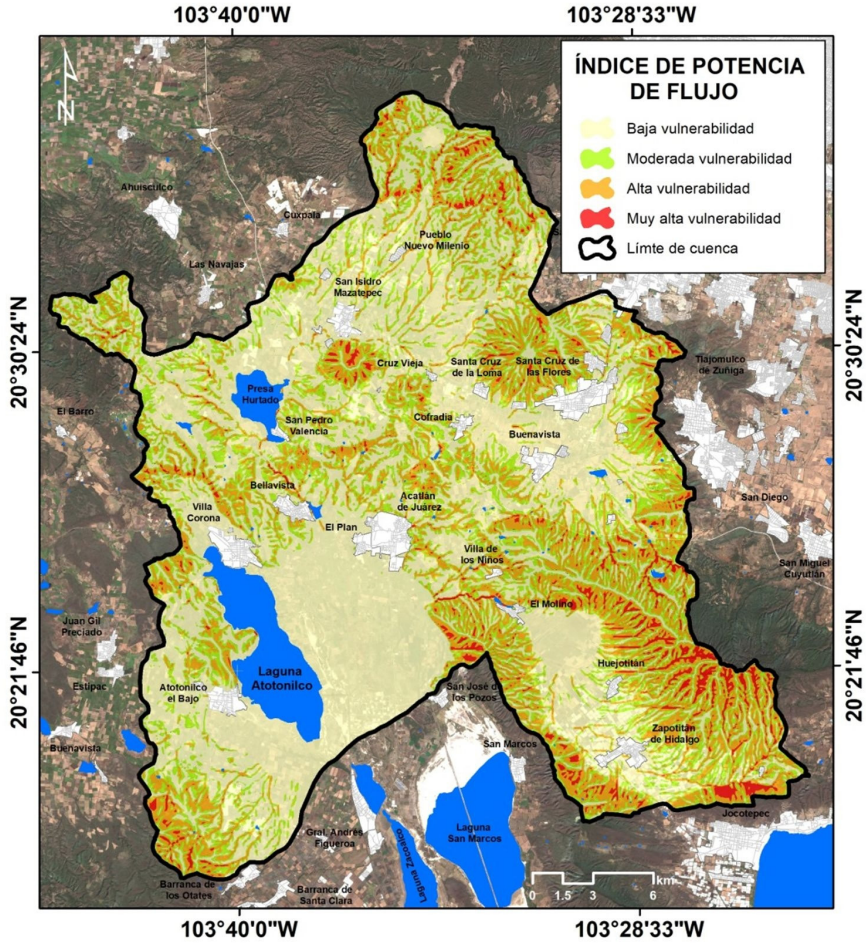 103°40'0"W
103°28'33"W
ÍNDICE DE POTENCIA
DE FLUJO
Baja vulnerabilidad
Moderada vulnerabilidad
Alta vulnerabilidad
Muy alta vulnerabilidad
Límte de cuenca
N
Ahuisculco
Cuxpala
Pueblo
Nuevo Milenio
Las Navajas
San Isidro
Mazatepec
20°30'24"N
20°30'24"N
Cruz Vieja
Santa Cruz
de la Loma
Santa Cruz de
las Flores
Tlajomulco
de Zuñiga
Presa
Hurtado
El Barro
San Pedro
Valencia
Cofradia
Buenavista
Bellavista
Acatlán
de Juárez
San Diego
Villa
Corona
El Plan
Villa de
los Niños
San Miguel
Cuyutlán
El Molino
Juan Gil
Preciado
20°21'46"N
20°21'46"N
Laguna
Atotonilco
Huejotitán
Estipac
Atotonilco
el Bajo
San José d
los Pozos
Zapotitán
de Hidalgo
Buenavista
San Marcos
Jocotepec
Gral. Andrés
Figueroa
Laguna
San Marcos
Laguna Zacoalco
Barranca de
los Otates
Barranca de
Santa Clara
0 1.5 3 6
km
103°40'0"W
103°28'33"W